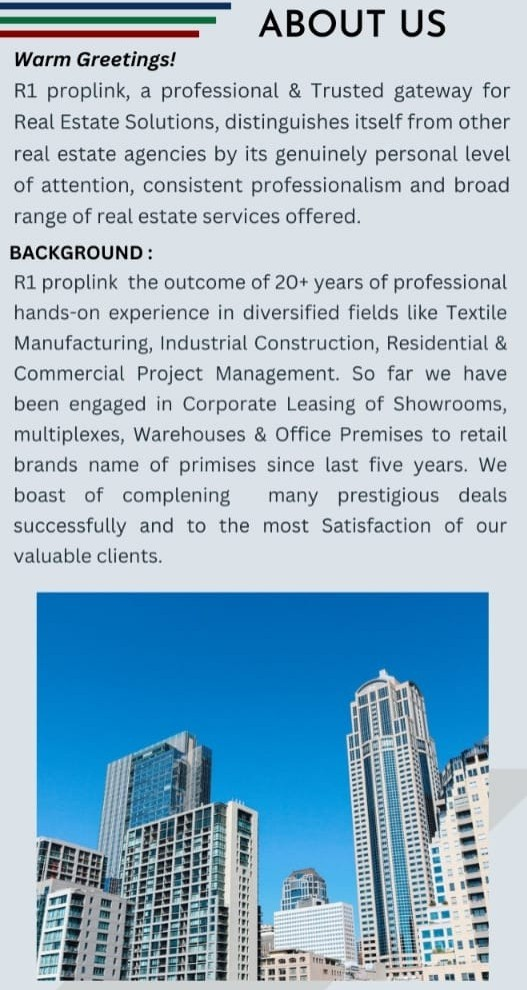 ABOUT US
Warm Greetings!
R1 proplink, a professional & Trusted gateway for
Real Estate Solutions, distinguishes itself from other
real estate agencies by its genuinely personal level
of attention, consistent professionalism and broad
range of real estate services offered.
BACKGROUND :
R1 proplink the outcome of 20+ years of professional
hands-on experience in diversified fields like Textile
Manufacturing, Industrial Construction, Residential &
Commercial Project Management. So far we have
been engaged in Corporate Leasing of Showrooms,
multiplexes, Warehouses & Office Premises to retail
brands name of primises since last five years. We
boast of complening many prestigious deals
successfully and to the most Satisfaction of our
valuable clients.